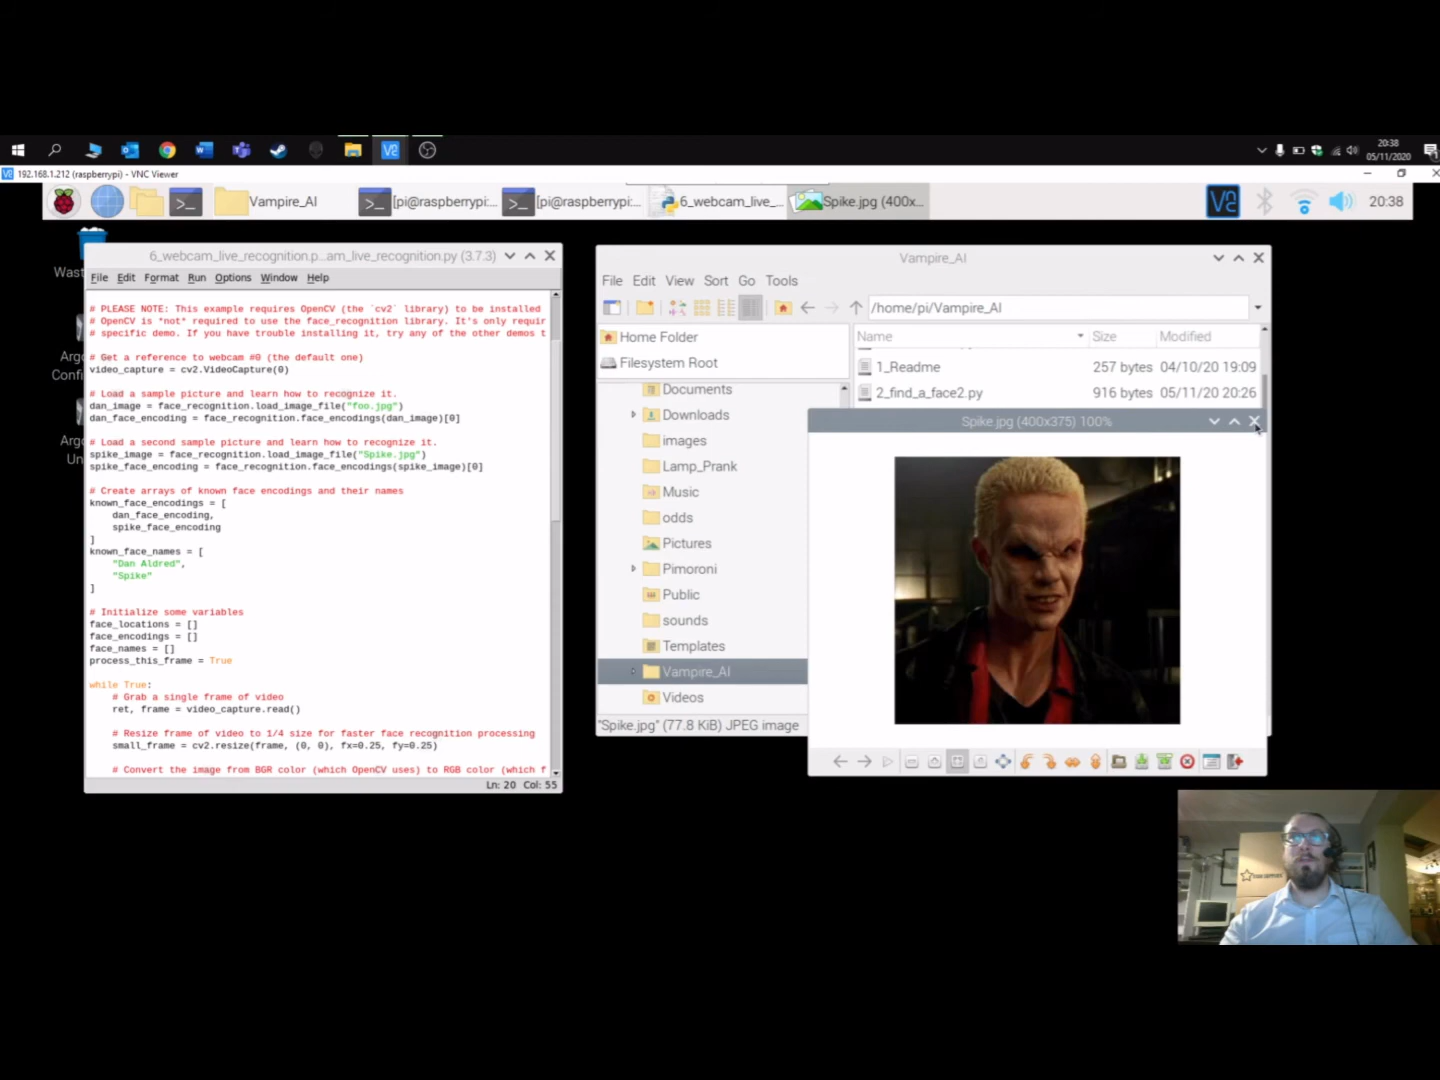 20:38
05/11/2020
192.168.1.212 (raspberrypi) - VNC Viewer
Vampire_AI
[pi@raspberrypi:...
[pi@raspberrypi:...
6_webcam_live_...
Spike.jpg (400x...
20:38
6_webcam_live_recognition.p...am_live_recognition.py (3.7.3)
File Edit Format Run Options Window Help
# PLEASE NOTE: This example requires OpenCV (the `cv2` library) to be installed
# OpenCV is *not* required to use the face_recognition library. It's only requir
# specific demo. If you have trouble installing it, try any of the other demos t
# Get a reference to webcam #0 (the default one)
video_capture = cv2.VideoCapture(0)
# Load a sample picture and learn how to recognize it.
dan_image = face_recognition.load_image_file("foo.jpg")
dan_face_encoding = face_recognition.face_encodings(dan_image)[0]
# Load a second sample picture and learn how to recognize it.
spike_image = face_recognition.load_image_file("Spike.jpg")
spike_face_encoding = face_recognition.face_encodings(spike_image)[0]
# Create arrays of known face encodings and their names
known_face_encodings = [
dan_face_encoding,
spike_face_encoding
]
known_face_names = [
"Dan Aldred",
"Spike"
]
# Initialize some variables
face_locations = []
face_encodings = []
face_names = []
process_this_frame = True
while True:
# Grab a single frame of video
ret, frame = video_capture.read()
# Resize frame of video to 1/4 size for faster face recognition processing
small_frame = cv2.resize(frame, (0, 0), fx=0.25, fy=0.25)
# Convert the image from BGR color (which OpenCV uses) to RGB color (which f
Ln: 20 Col: 55
Vampire_AI
File Edit View Sort Go Tools
/home/pi/Vampire_AI
Home Folder
Filesystem Root
Documents
Downloads
images
Lamp_Prank
Music
odds
Pictures
Pimoroni
Public
sounds
Templates
Vampire_AI
Videos
"Spike.jpg" (77.8 KiB) JPEG image
Name Size Modified
1_Readme 257 bytes 04/10/20 19:09
2_find_a_face2.py 916 bytes 05/11/20 20:26
Spike.jpg (400x375) 100%